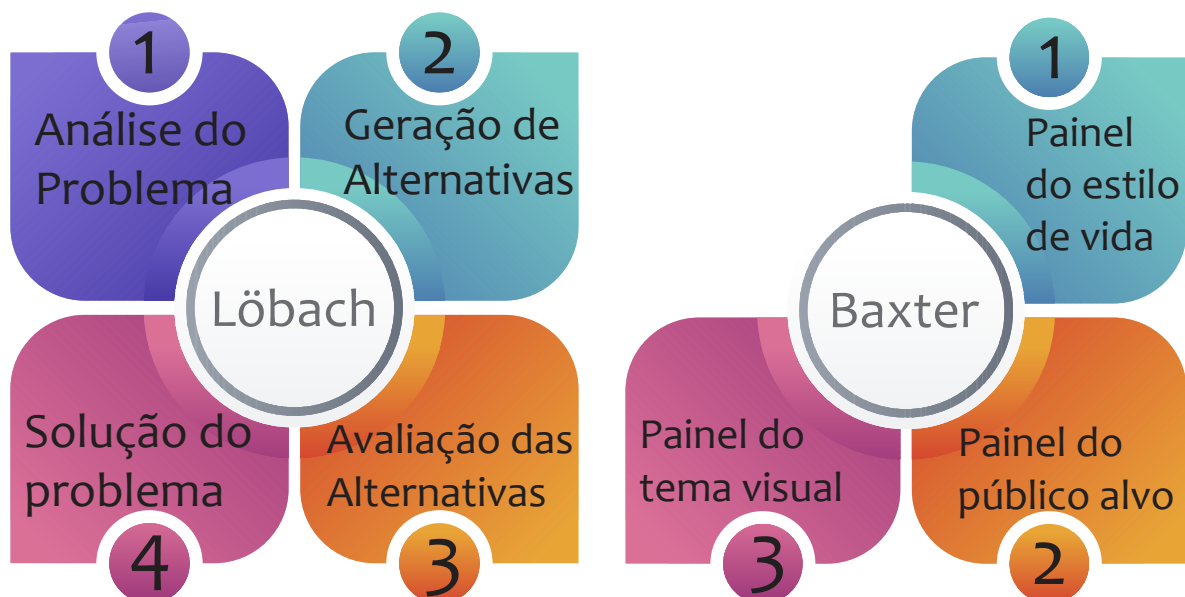 1
Análise do
Problema
2
Geração de
Alternativas
Löbach
Solução do
problema
4
Avaliação das
Alternativas
3
1
Painel
do estilo
de vida
Baxter
Painel do
tema visual
3
Painel do
público alvo
2